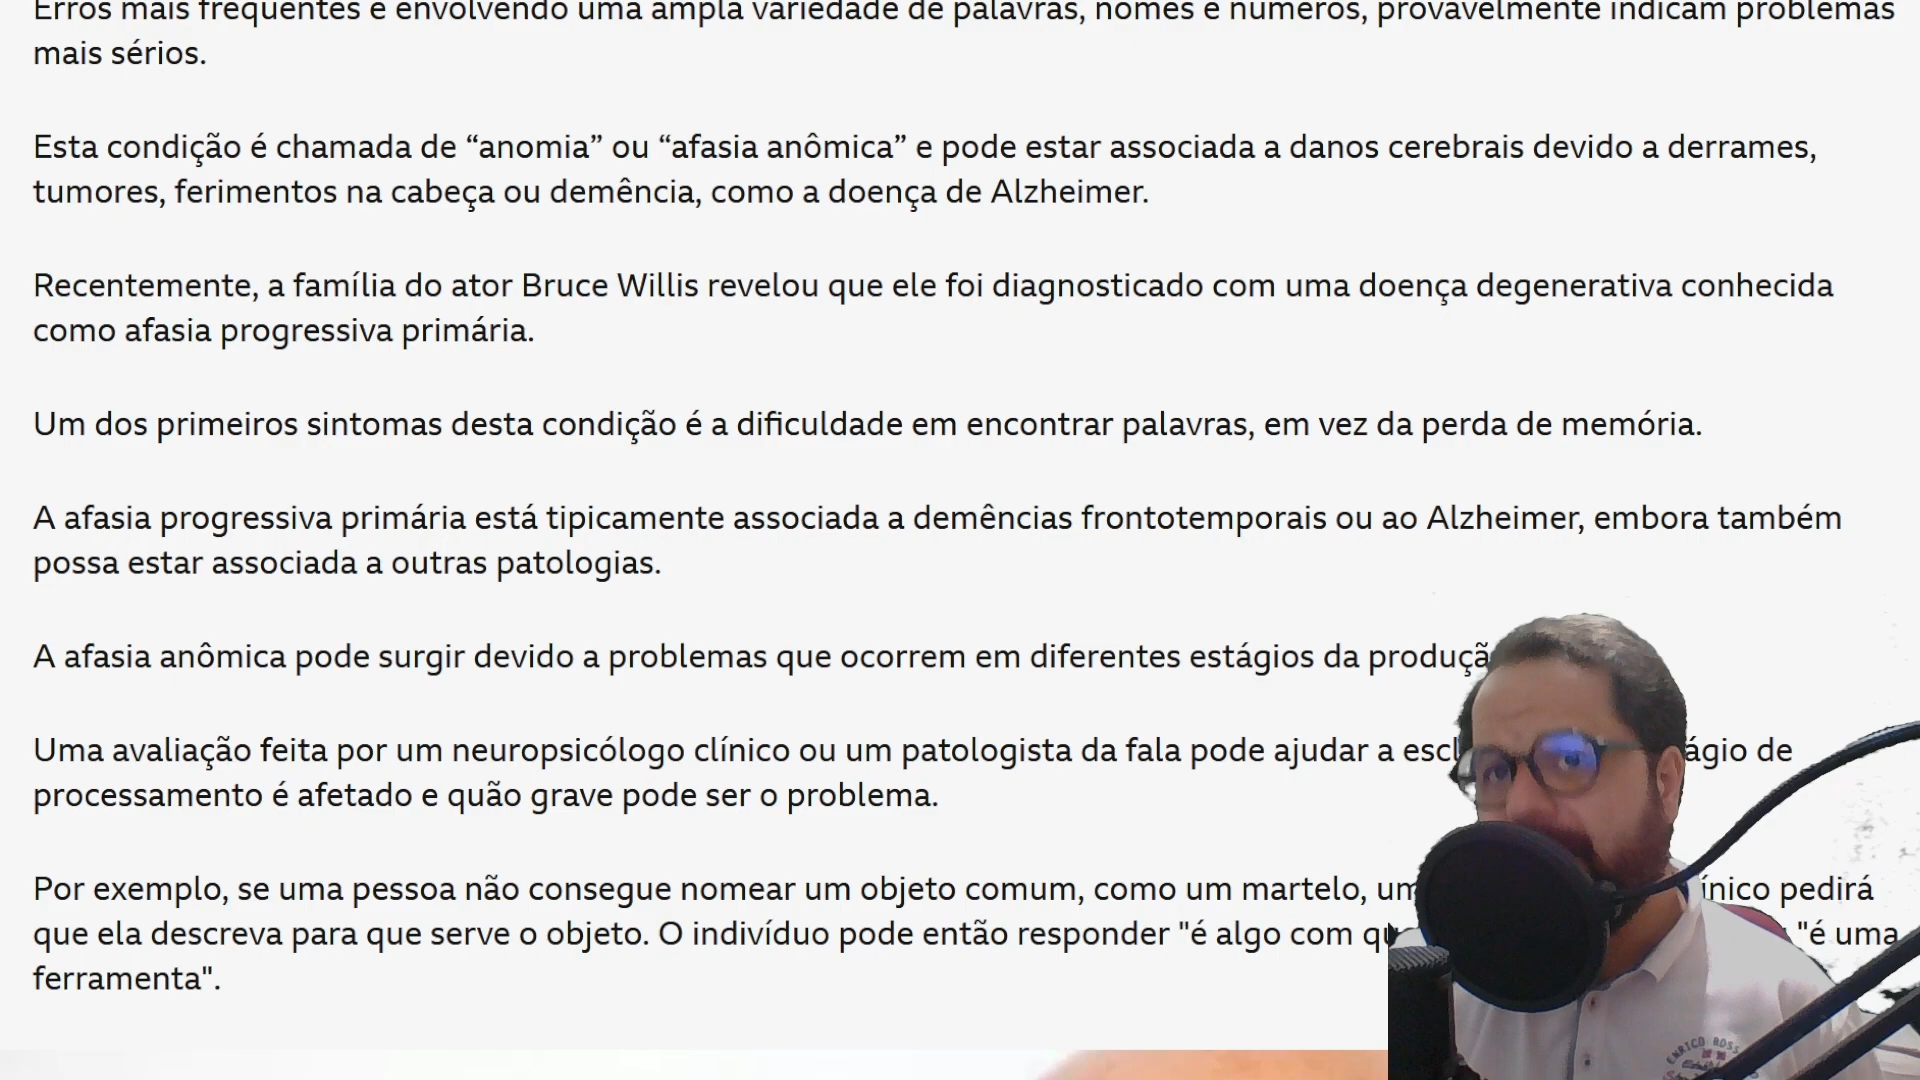 Erros mais frequentes e envolvendo uma ampla variedade de palavras, nomes e números, provavelmente indicam problemas
mais sérios.
Esta condição é chamada de “anomia” ou “afasia anômica” e pode estar associada a danos cerebrais devido a derrames,
tumores, ferimentos na cabeça ou demência, como a doença de Alzheimer.
Recentemente, a família do ator Bruce Willis revelou que ele foi diagnosticado com uma doença degenerativa conhecida
como afasia progressiva primária.
Um dos primeiros sintomas desta condição é a dificuldade em encontrar palavras, em vez da perda de memória.
A afasia progressiva primária está tipicamente associada a demências frontotemporais ou ao Alzheimer, embora também
possa estar associada a outras patologias.
A afasia anômica pode surgir devido a problemas que ocorrem em diferentes estágios da
Uma avaliação feita por um neuropsicólogo clínico ou um patologista da fala pode ajudar a de
processamento é afetado e quão grave pode ser o problema.
Por exemplo, se uma pessoa não consegue nomear um objeto comum, como um martelo, pedirá
que ela descreva para que serve o objeto. O indivíduo pode então responder "é algo com "é uma
ferramenta".
ENRICO ROSS